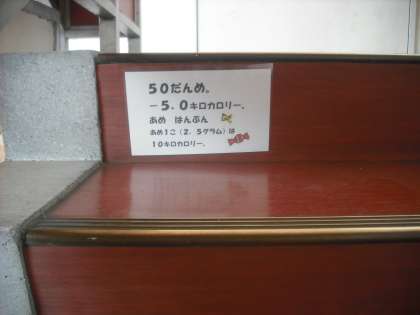 ５０だんめ。
－５．０キロカロリー。
あめ　はんぶん
あめ１こ（２．５グラム）は
１０キロカロリー。